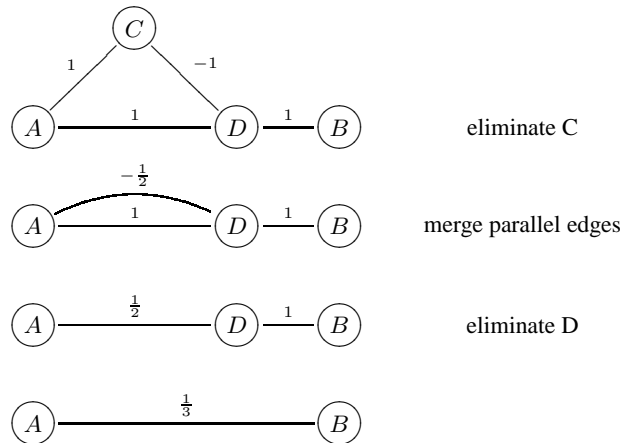 C
1 −1
A 1 D 1 B eliminate C
−1/2
A 1 D 1 B merge parallel edges
A 1/2 D 1 B eliminate D
A 1/3 B